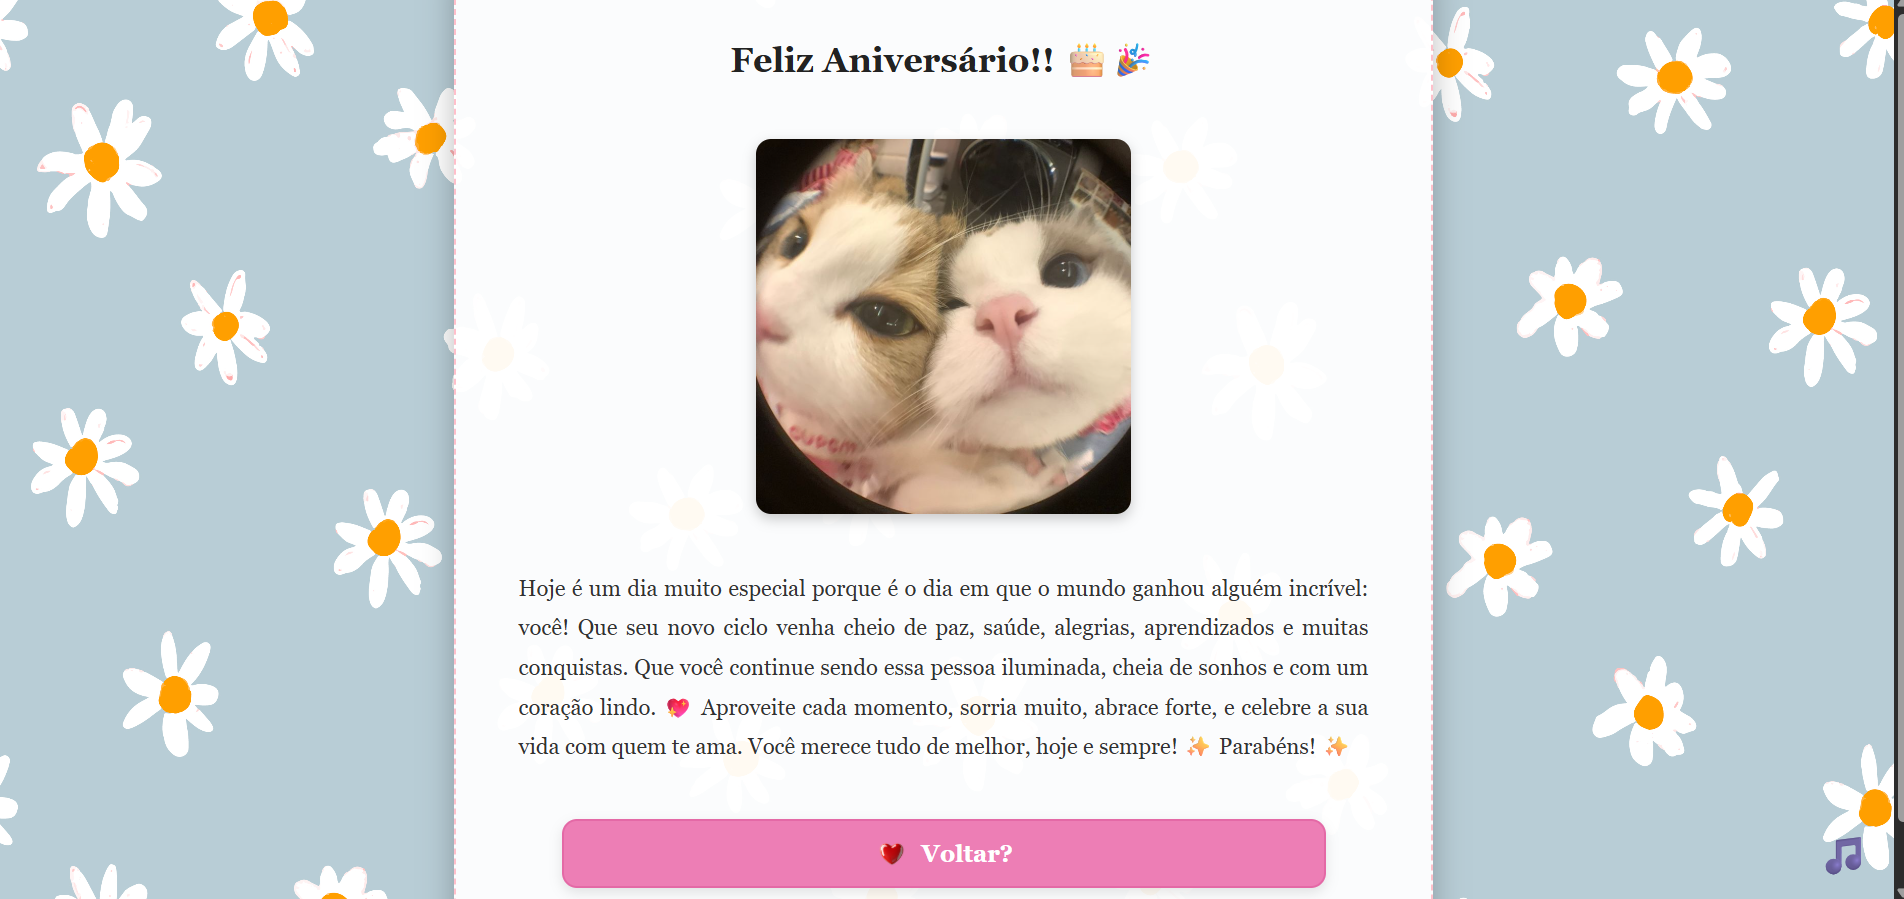 Feliz Aniversário!! 🎂 🎉
Hoje é um dia muito especial porque é o dia em que o mundo ganhou alguém incrível:
você! Que seu novo ciclo venha cheio de paz, saúde, alegrias, aprendizados e muitas
conquistas. Que você continue sendo essa pessoa iluminada, cheia de sonhos e com um
coração lindo. 💖 Aproveite cada momento, sorria muito, abrace forte, e celebre a sua
vida com quem te ama. Você merece tudo de melhor, hoje e sempre! ✨ Parabéns! ✨
❤️ Voltar?